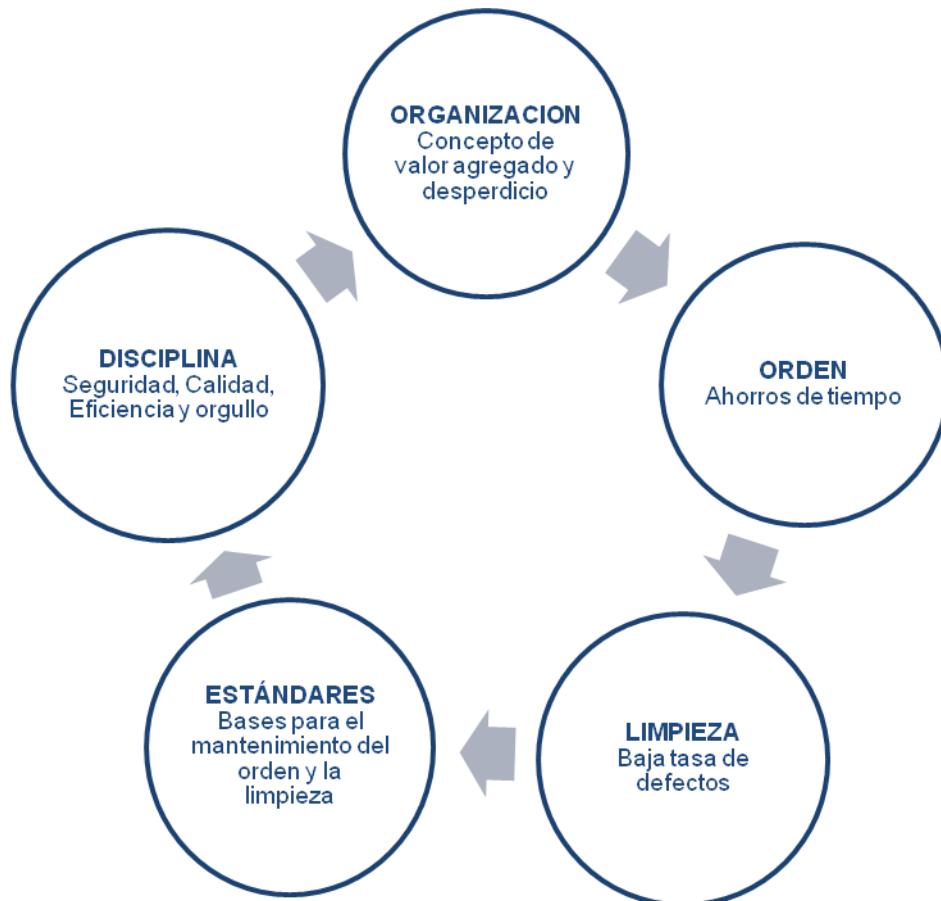 ORGANIZACION
Concepto de
valor agregado y
desperdicio
ORDEN
Ahorros de tiempo
LIMPIEZA
Baja tasa de
defectos
ESTÁNDARES
Bases para el
mantenimiento del
orden y la
limpieza
DISCIPLINA
Seguridad, Calidad,
Eficiencia y orgullo